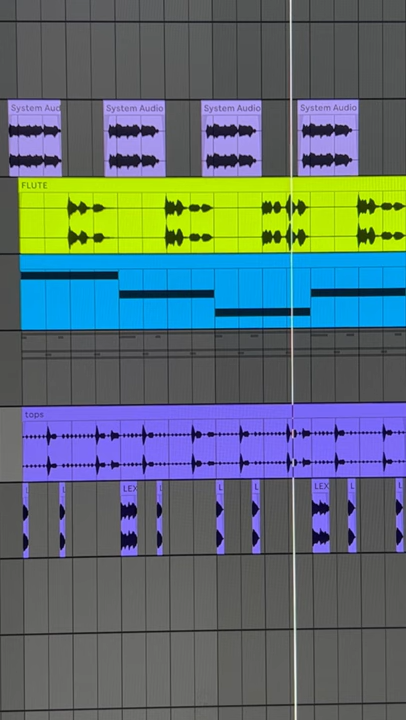 System Aud
System Audio
System Audio
System Audio
FLUTE
tops
L
LEX
L
L
L
LEX
L
L